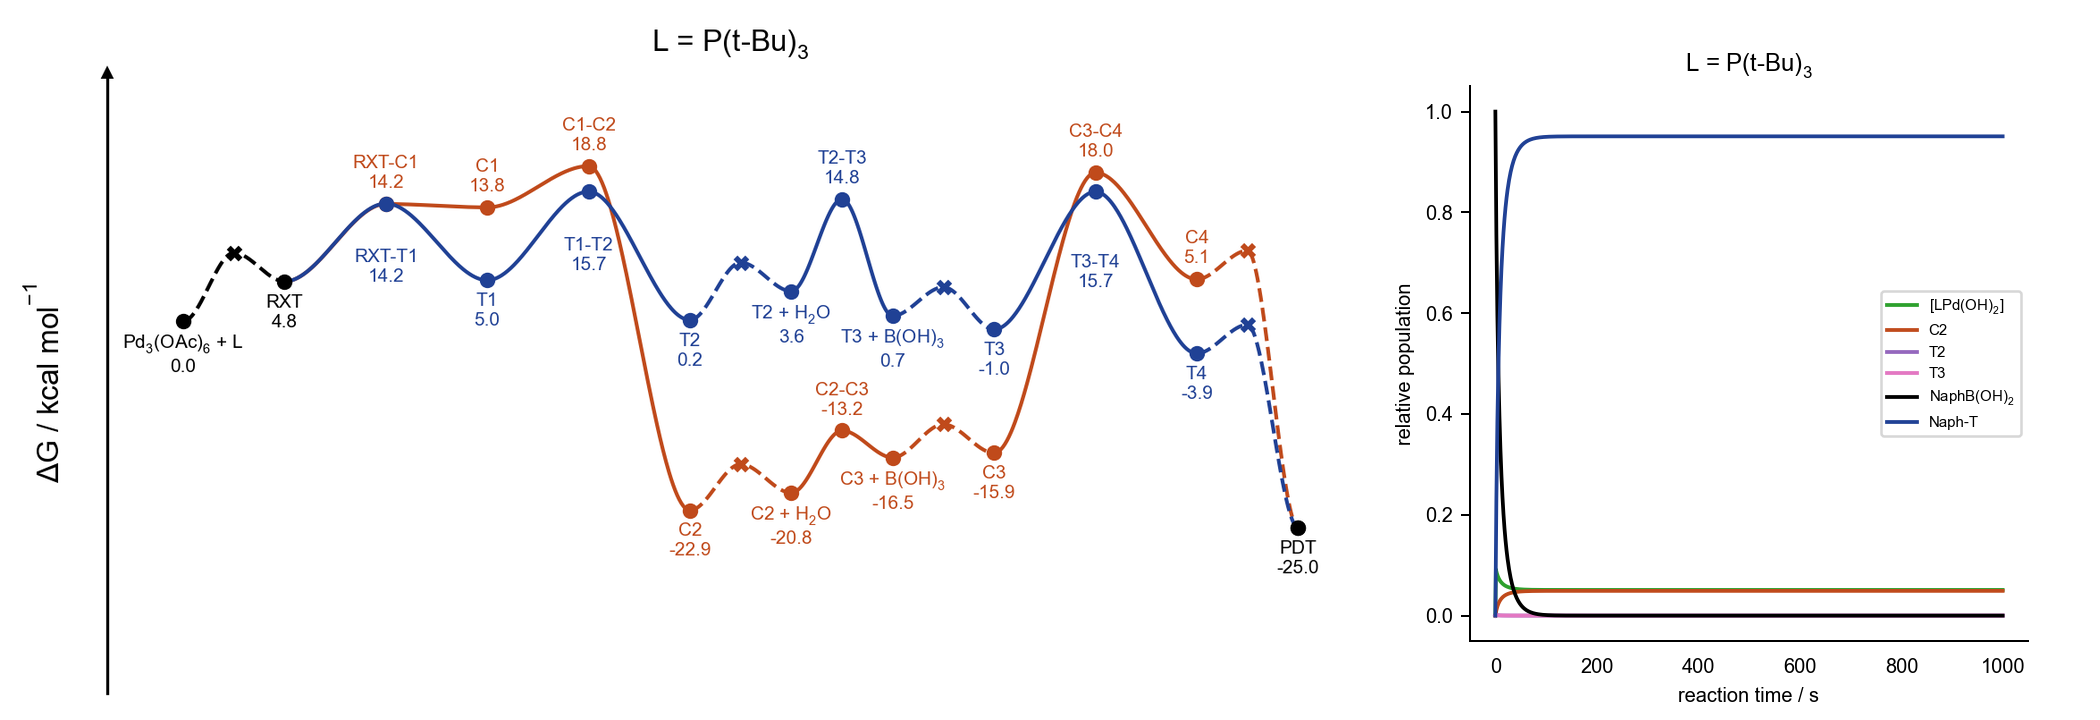 L = P(t-Bu)₃
ΔG / kcal mol⁻¹
Pd₃(OAc)₆ + L
0.0
RXT
4.8
RXT-C1
14.2
RXT-T1
14.2
C1
13.8
T1
5.0
C1-C2
18.8
T1-T2
15.7
T2
0.2
C2
-22.9
T2 + H₂O
3.6
C2 + H₂O
-20.8
T2-T3
14.8
C2-C3
-13.2
T3 + B(OH)₃
0.7
C3 + B(OH)₃
-16.5
T3
-1.0
C3
-15.9
C3-C4
18.0
T3-T4
15.7
C4
5.1
T4
-3.9
PDT
-25.0
L = P(t-Bu)₃
relative population
1.0
0.8
0.6
0.4
0.2
0.0
0 200 400 600 800 1000
reaction time / s
[LPd(OH)₂]
C2
T2
T3
NaphB(OH)₂
Naph-T